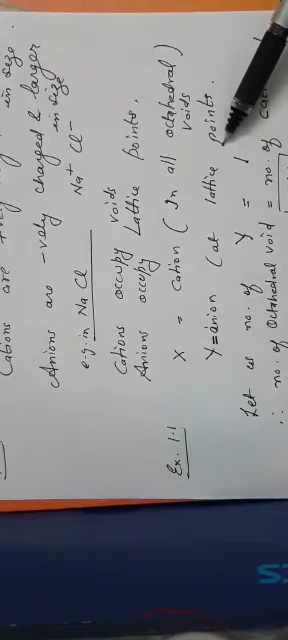 Cations are
in size.
Anions are -vely charged & larger
in size
e.g. in NaCl Na+ Cl-
Cations occupy voids
Anions occupy Lattice points.
Ex. 1.1 X = Cation (In all octahedral)
voids
Y = anion (at lattice points.
Let us no. of Y = 1
∴ no. of Octahedral void = no. of